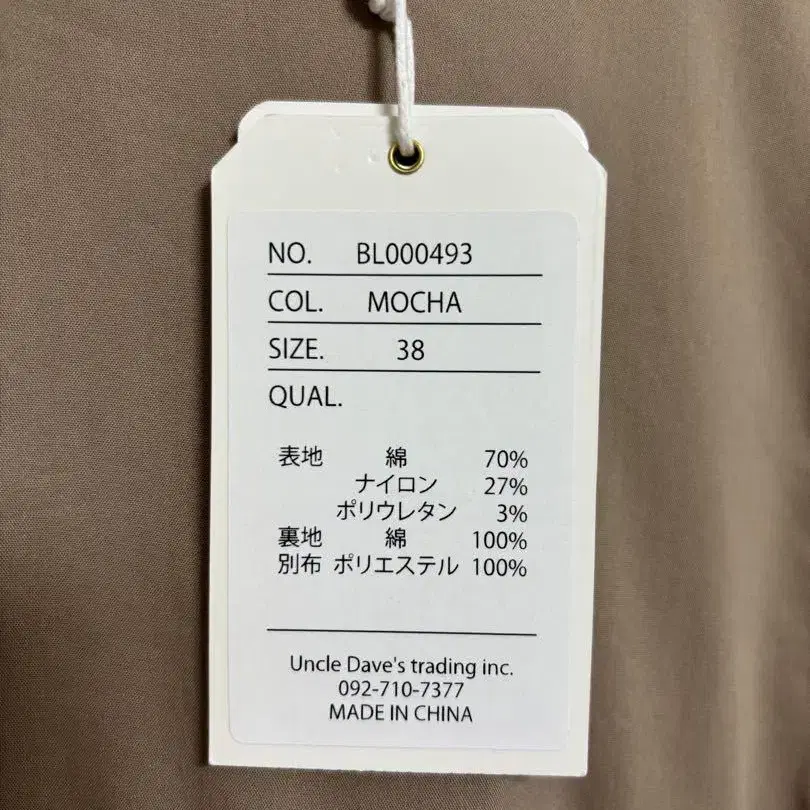 NO. BL000493
COL. MOCHA
SIZE. 38
QUAL.
表地 綿 70%
ナイロン 27%
ポリウレタン 3%
裏地 綿 100%
別布 ポリエステル 100%
Uncle Dave's trading inc.
092-710-7377
MADE IN CHINA